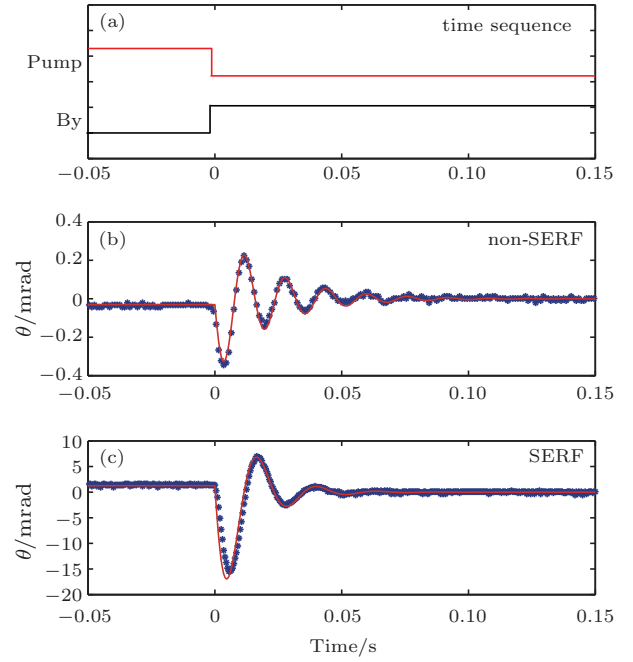 (a)
time sequence
Pump
By
−0.05 0 0.05 0.10 0.15
(b)
non-SERF
0.4
0.2
0
−0.2
−0.4
θ/mrad
−0.05 0 0.05 0.10 0.15
(c)
SERF
10
5
0
−5
−10
−15
−20
θ/mrad
−0.05 0 0.05 0.10 0.15
Time/s